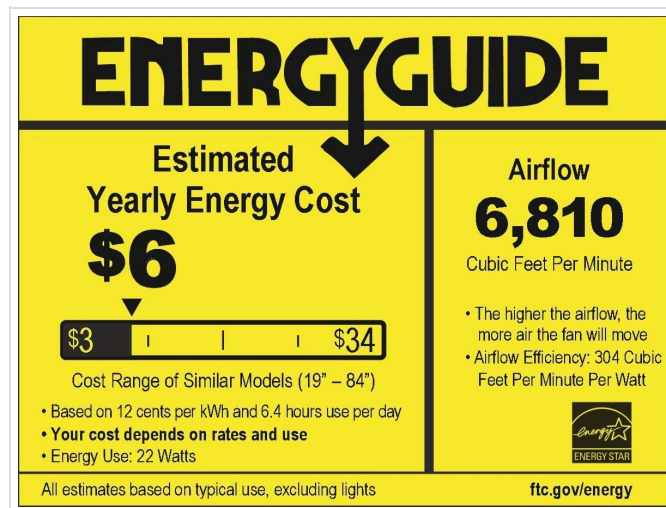 ENERGYGUIDE
Estimated
Yearly Energy Cost
$6
$3
$34
Cost Range of Similar Models (19” – 84”)
• Based on 12 cents per kWh and 6.4 hours use per day
• Your cost depends on rates and use
• Energy Use: 22 Watts
All estimates based on typical use, excluding lights
Airflow
6,810
Cubic Feet Per Minute
• The higher the airflow, the
more air the fan will move
• Airflow Efficiency: 304 Cubic
Feet Per Minute Per Watt
energy
ENERGY STAR
ftc.gov/energy